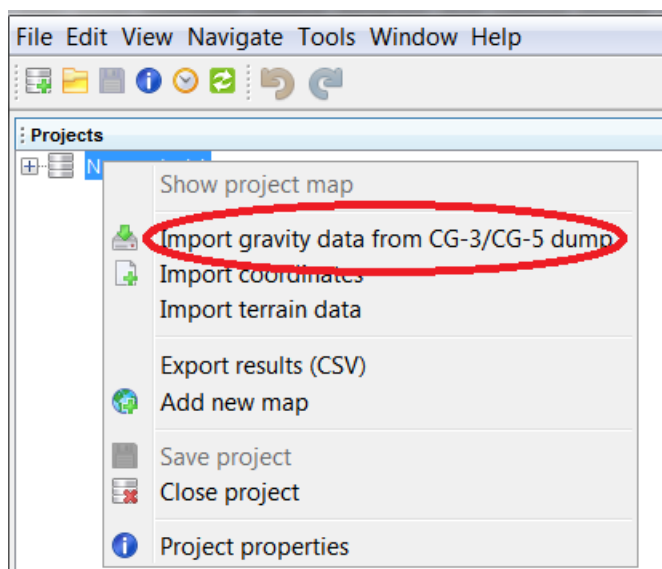 File Edit View Navigate Tools Window Help
Projects
Show project map
Import gravity data from CG-3/CG-5 dump
Import coordinates
Import terrain data
Export results (CSV)
Add new map
Save project
Close project
Project properties